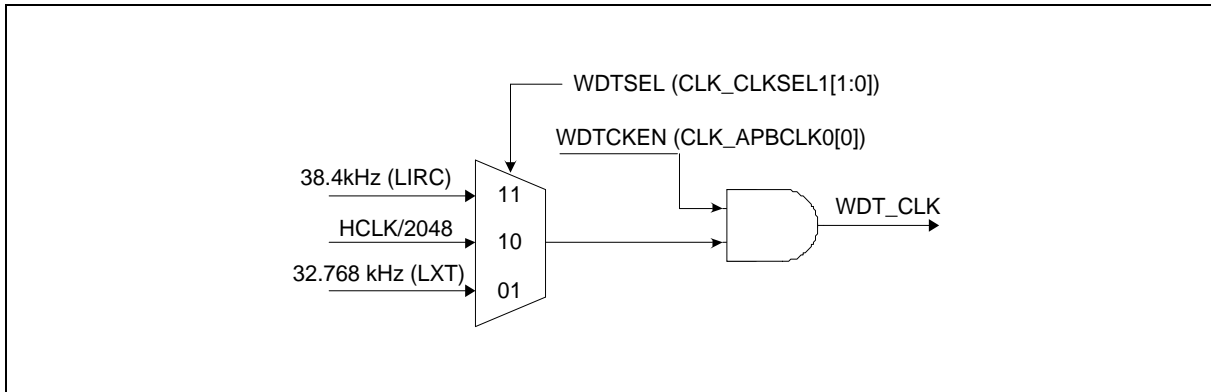 WDTSEL (CLK_CLKSEL1[1:0])
WDTCKEN (CLK_APBCLK0[0])
38.4kHz (LIRC)
11
WDT_CLK
HCLK/2048
10
32.768 kHz (LXT)
01